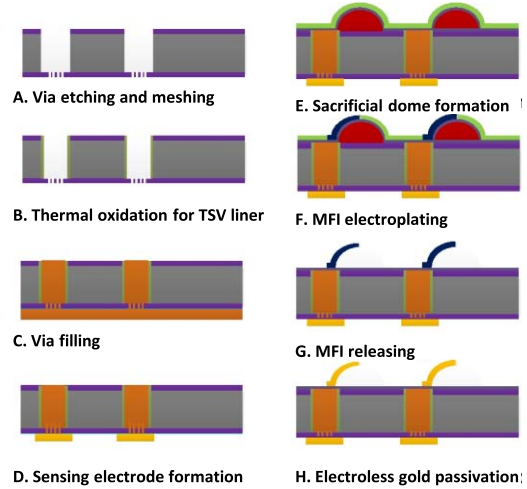 A. Via etching and meshing
B. Thermal oxidation for TSV liner
C. Via filling
D. Sensing electrode formation
E. Sacrificial dome formation
F. MFI electroplating
G. MFI releasing
H. Electroless gold passivation